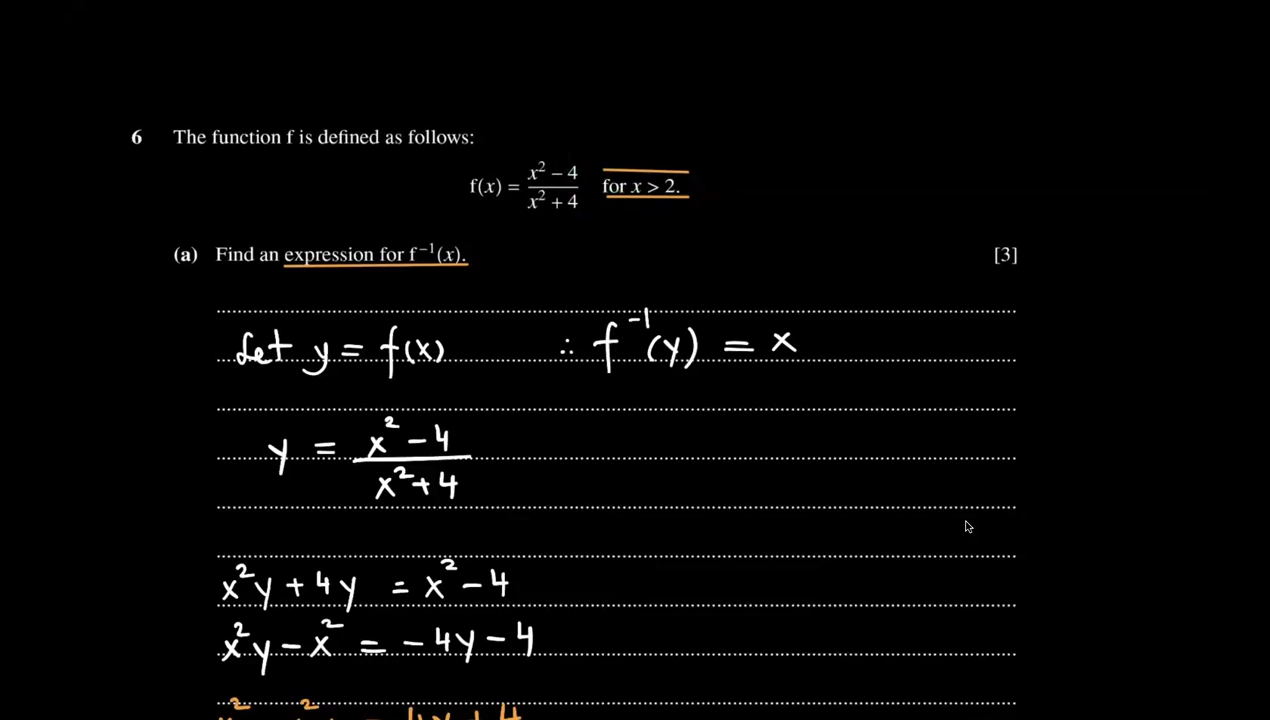 6 The function f is defined as follows:
f(x) = (x² − 4)/(x² + 4) for x > 2.
(a) Find an expression for f⁻¹(x). [3]
Let y = f(x) ∴ f⁻¹(y) = x
y = (x² − 4)/(x² + 4)
x²y + 4y = x² − 4
x²y − x² = − 4y − 4